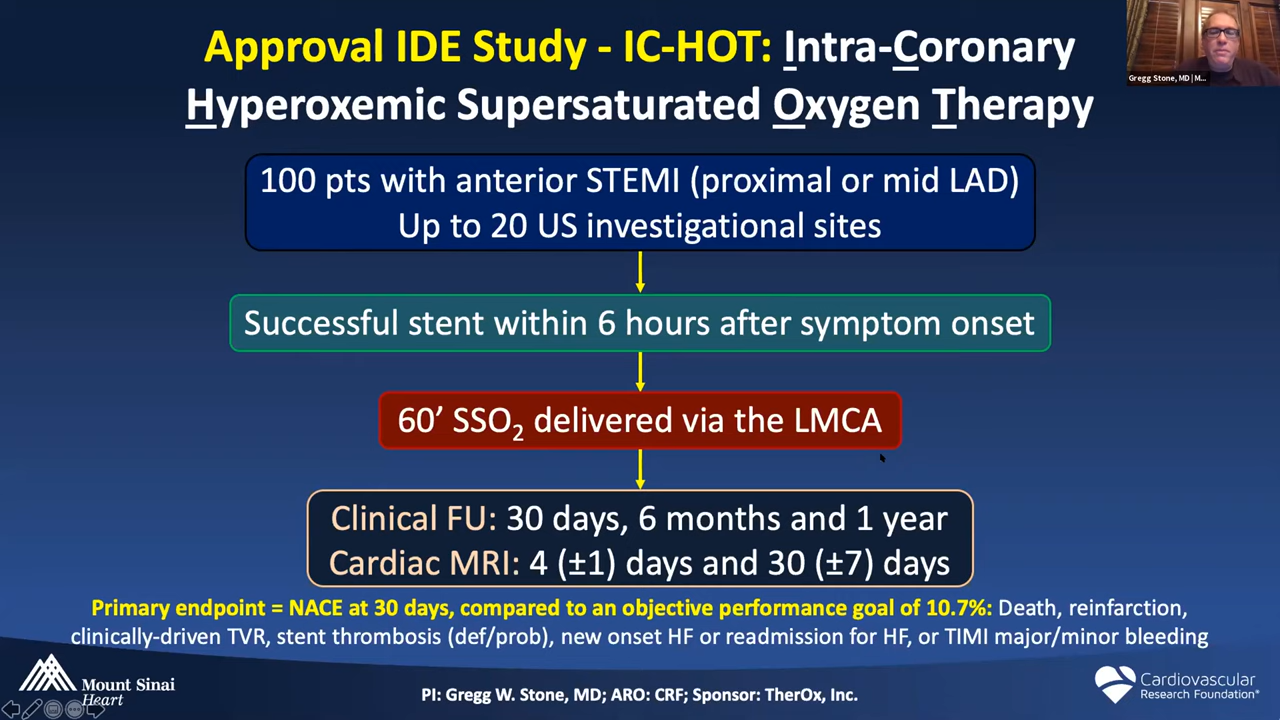 Approval IDE Study - IC-HOT: Intra-Coronary
Hyperoxemic Supersaturated Oxygen Therapy
Gregg Stone, MD | M...
100 pts with anterior STEMI (proximal or mid LAD)
Up to 20 US investigational sites
Successful stent within 6 hours after symptom onset
60’ SSO₂ delivered via the LMCA
Clinical FU: 30 days, 6 months and 1 year
Cardiac MRI: 4 (±1) days and 30 (±7) days
Primary endpoint = NACE at 30 days, compared to an objective performance goal of 10.7%: Death, reinfarction,
clinically-driven TVR, stent thrombosis (def/prob), new onset HF or readmission for HF, or TIMI major/minor bleeding
Mount Sinai
Heart
PI: Gregg W. Stone, MD; ARO: CRF; Sponsor: TherOx, Inc.
Cardiovascular
Research Foundation®